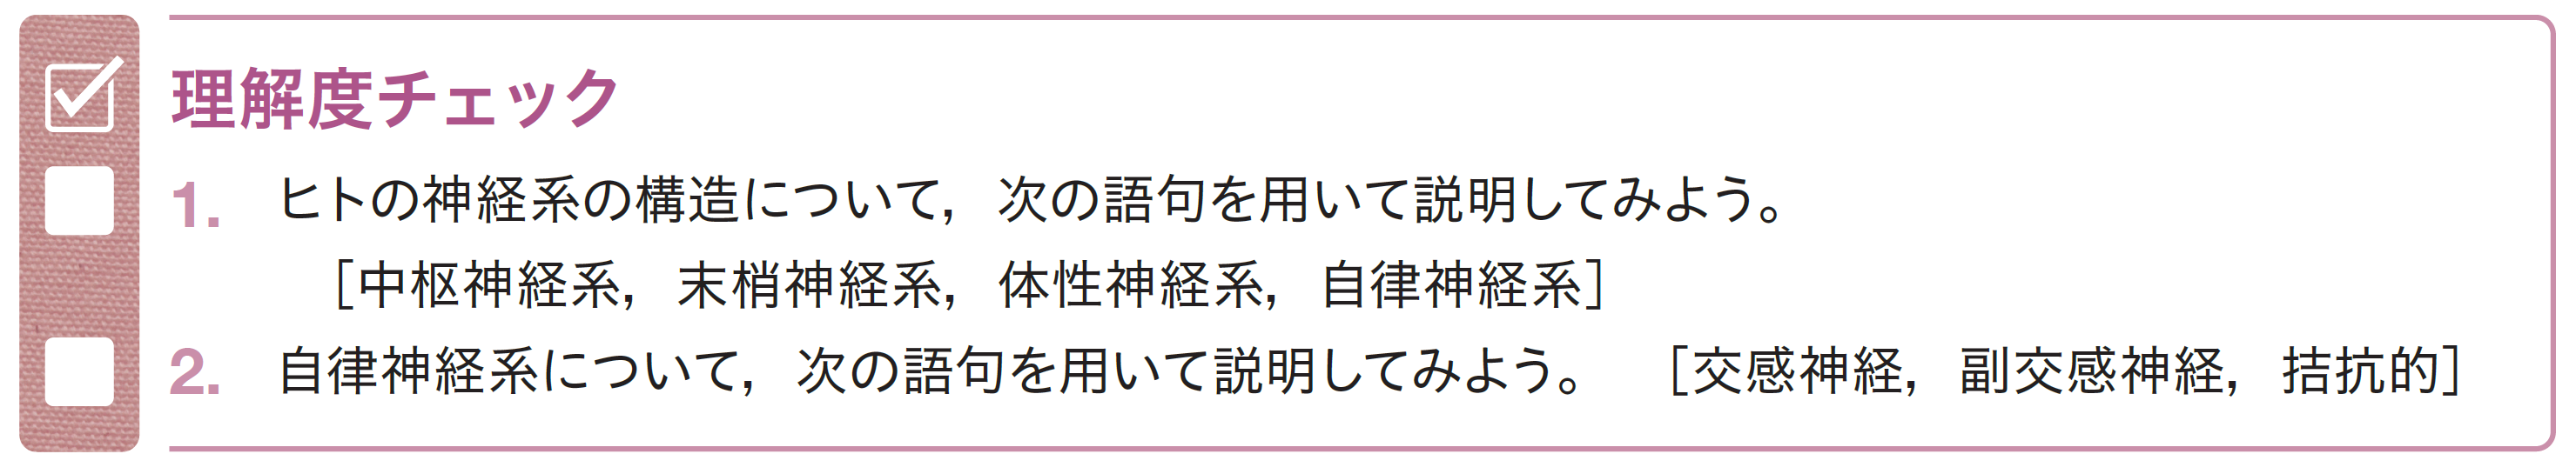 理解度チェック
1. ヒトの神経系の構造について，次の語句を用いて説明してみよう。
［中枢神経系，末梢神経系，体性神経系，自律神経系］
2. 自律神経系について，次の語句を用いて説明してみよう。［交感神経，副交感神経，拮抗的］